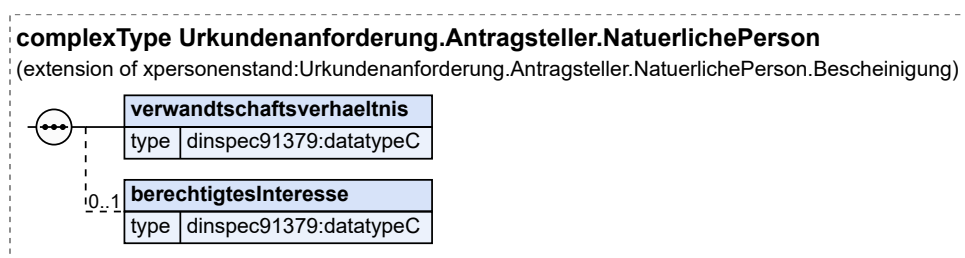 complexType Urkundenanforderung.Antragsteller.NatuerlichePerson
(extension of xpersonenstand:Urkundenanforderung.Antragsteller.NatuerlichePerson.Bescheinigung)
verwandtschaftsverhaeltnis
type dinspec91379:datatypeC
0..1 berechtigtesInteresse
type dinspec91379:datatypeC